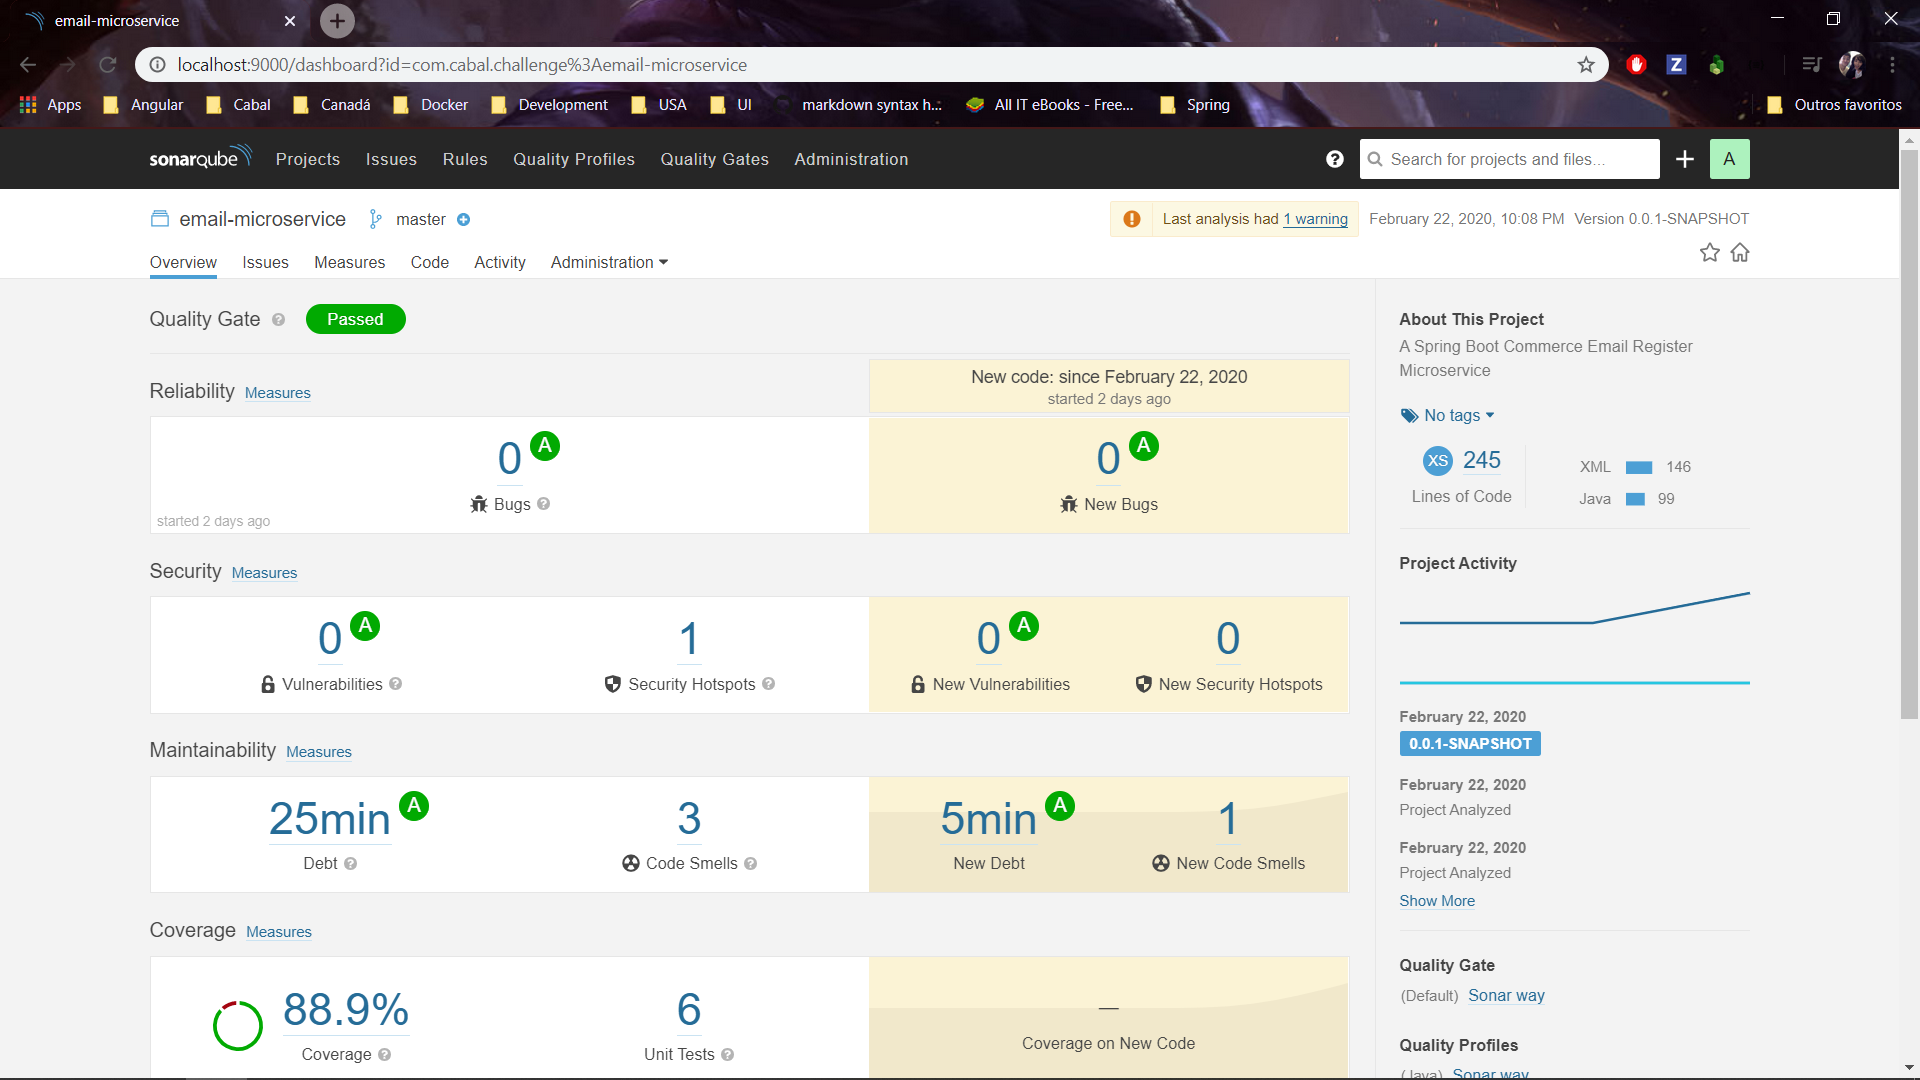 email-microservice
localhost:9000/dashboard?id=com.cabal.challenge%3Aemail-microservice
Z
Apps Angular Cabal Canadá Docker Development USA UI markdown syntax h... All IT eBooks - Free... Spring Outros favoritos
sonarqube Projects Issues Rules Quality Profiles Quality Gates Administration ? Search for projects and files... + A
email-microservice master Last analysis had 1 warning February 22, 2020, 10:08 PM Version 0.0.1-SNAPSHOT
Overview Issues Measures Code Activity Administration
Quality Gate ? Passed
Reliability Measures
New code: since February 22, 2020
started 2 days ago
0 A
Bugs ?
started 2 days ago
0 A
New Bugs
Security Measures
0 A
Vulnerabilities ?
1
Security Hotspots ?
0 A
New Vulnerabilities
0
New Security Hotspots
Maintainability Measures
25min A
Debt ?
3
Code Smells ?
5min A
New Debt
1
New Code Smells
Coverage Measures
88.9%
Coverage ?
6
Unit Tests ?
—
Coverage on New Code
About This Project
A Spring Boot Commerce Email Register
Microservice
No tags
XS 245
Lines of Code
XML 146
Java 99
Project Activity
February 22, 2020
0.0.1-SNAPSHOT
February 22, 2020
Project Analyzed
February 22, 2020
Project Analyzed
Show More
Quality Gate
(Default) Sonar way
Quality Profiles
(Java) Sonar way